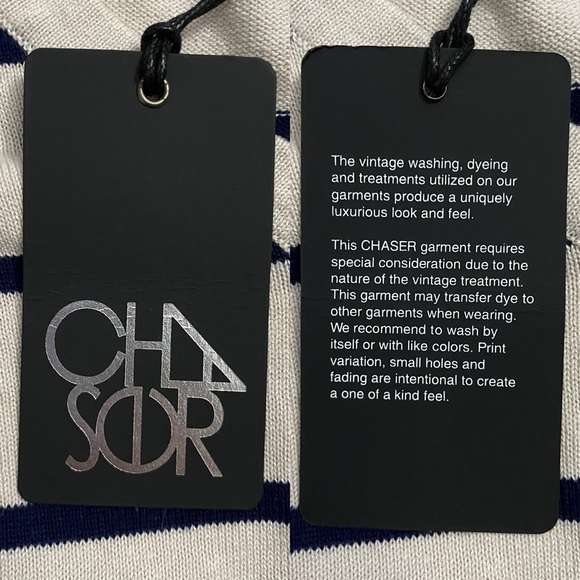 CHA
SER
The vintage washing, dyeing
and treatments utilized on our
garments produce a uniquely
luxurious look and feel.
This CHASER garment requires
special consideration due to the
nature of the vintage treatment.
This garment may transfer dye to
other garments when wearing.
We recommend to wash by
itself or with like colors. Print
variation, small holes and
fading are intentional to create
a one of a kind feel.